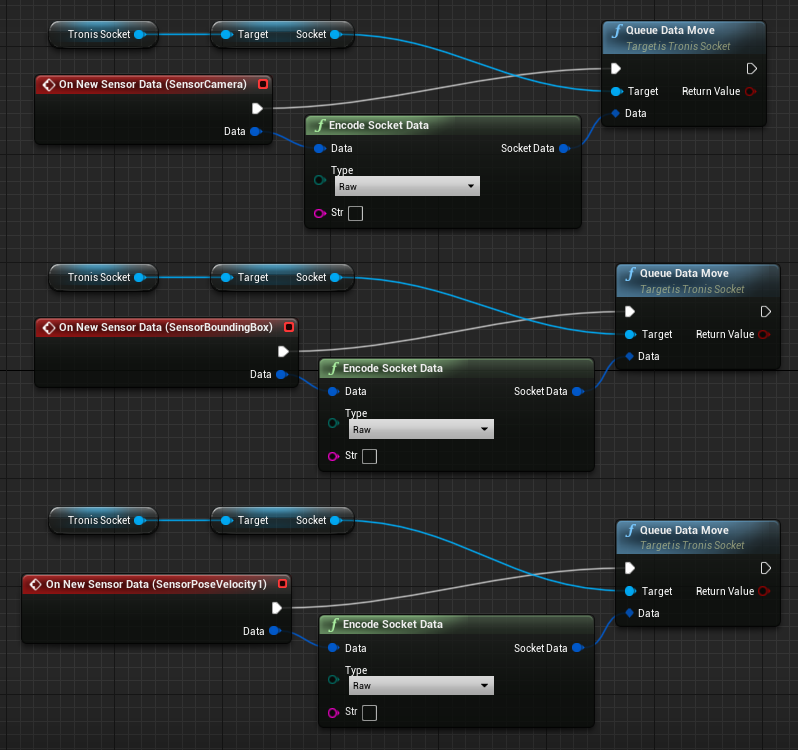 Tronis Socket
Target Socket
Queue Data Move
Target is Tronis Socket
On New Sensor Data (SensorCamera)
Target Return Value
Data
Data
Encode Socket Data
Data Socket Data
Type
Raw
Str
Tronis Socket
Target Socket
Queue Data Move
Target is Tronis Socket
On New Sensor Data (SensorBoundingBox)
Target Return Value
Data
Data
Encode Socket Data
Data Socket Data
Type
Raw
Str
Tronis Socket
Target Socket
Queue Data Move
Target is Tronis Socket
On New Sensor Data (SensorPoseVelocity1)
Target Return Value
Data
Data
Encode Socket Data
Data Socket Data
Type
Raw
Str